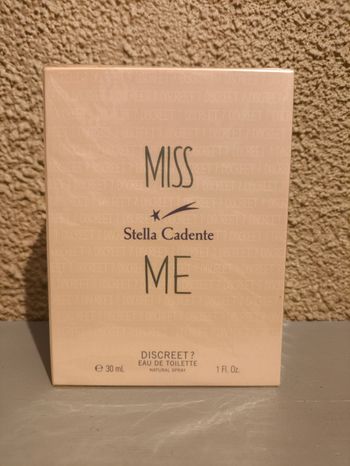 MISS
Stella Cadente
ME
DISCREET ?
EAU DE TOILETTE
NATURAL SPRAY
℮ 30 mL 1 Fl. Oz.